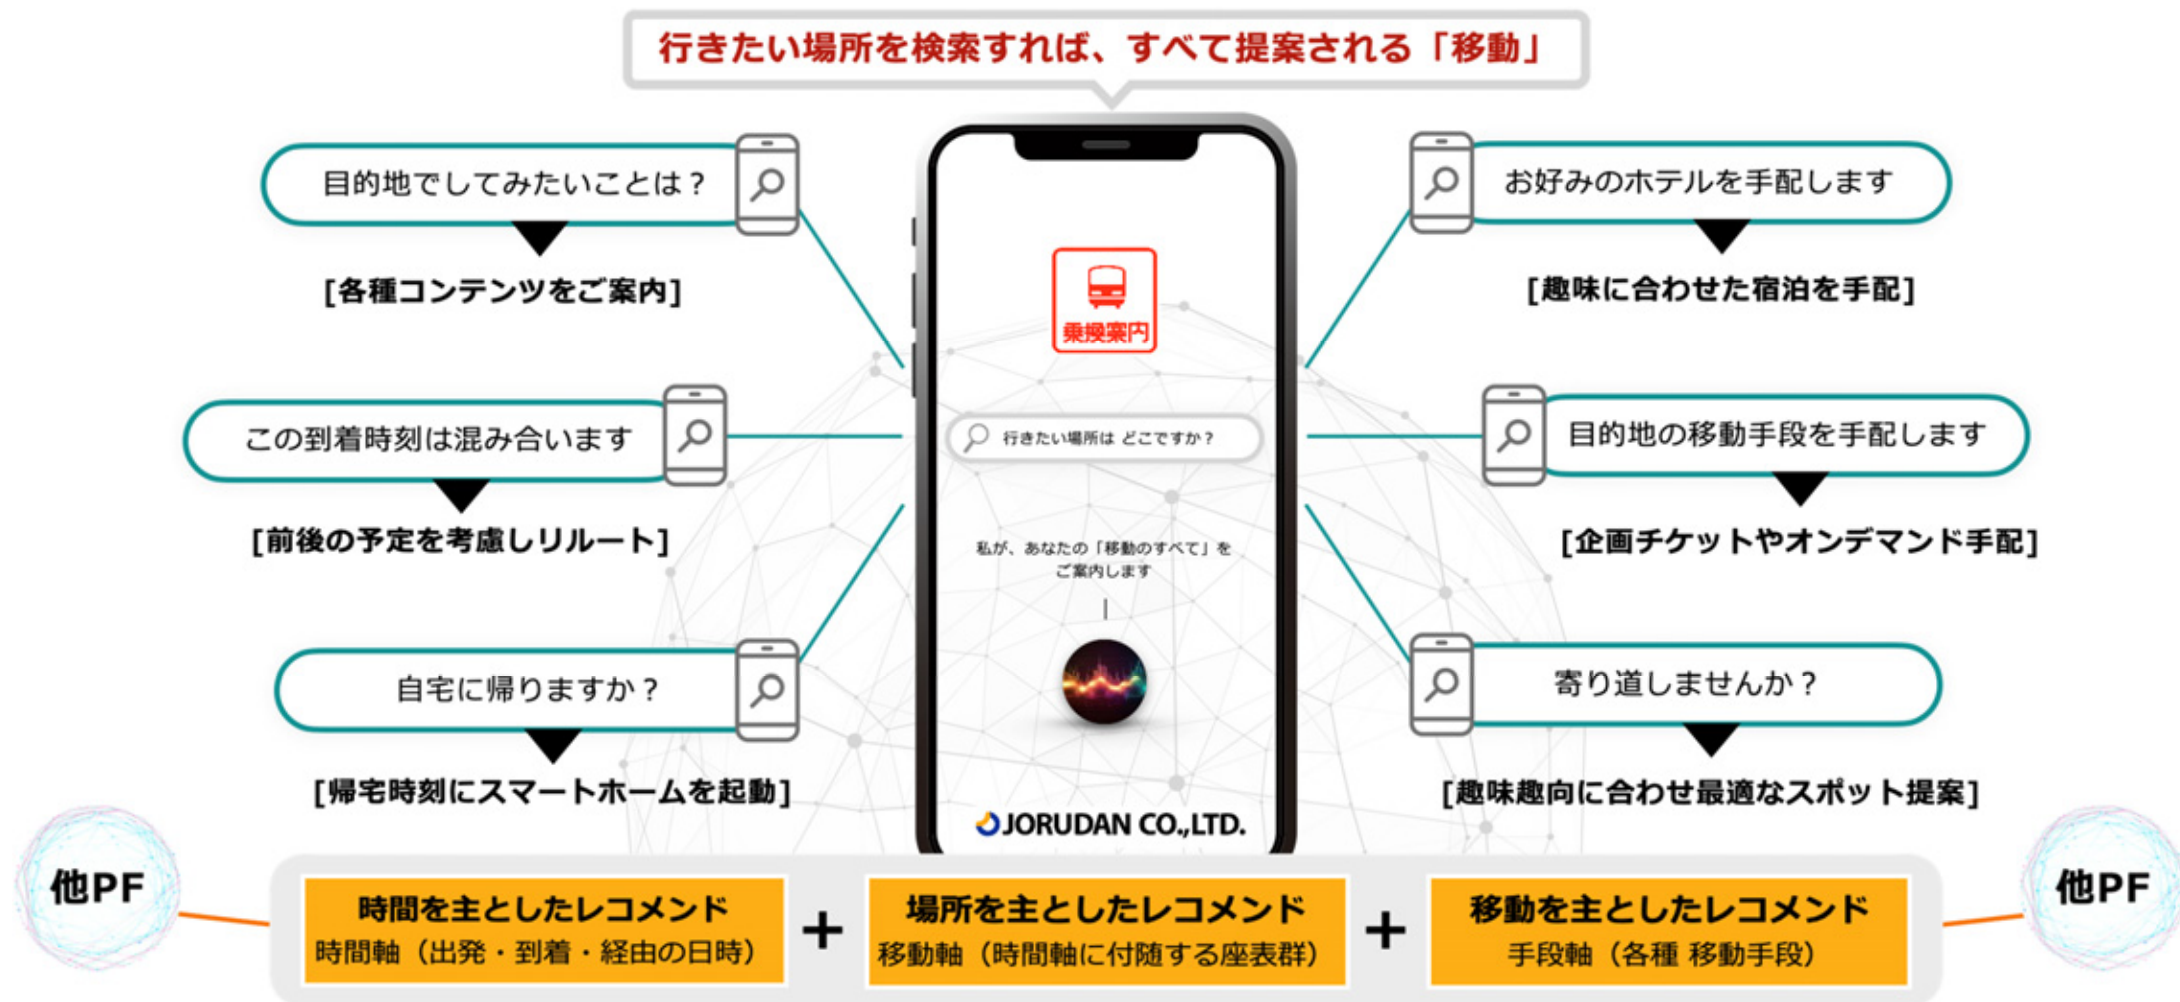 行きたい場所を検索すれば、すべて提案される「移動」
目的地でしてみたいことは？
[各種コンテンツをご案内]
この到着時刻は混み合います
[前後の予定を考慮しリルート]
自宅に帰りますか？
[帰宅時刻にスマートホームを起動]
乗換案内
行きたい場所は どこですか？
私が、あなたの「移動のすべて」を
ご案内します
JORUDAN CO.,LTD.
お好みのホテルを手配します
[趣味に合わせた宿泊を手配]
目的地の移動手段を手配します
[企画チケットやオンデマンド手配]
寄り道しませんか？
[趣味趣向に合わせ最適なスポット提案]
他PF
時間を主としたレコメンド
時間軸（出発・到着・経由の日時）
+
場所を主としたレコメンド
移動軸（時間軸に付随する座表群）
+
移動を主としたレコメンド
手段軸（各種 移動手段）
他PF